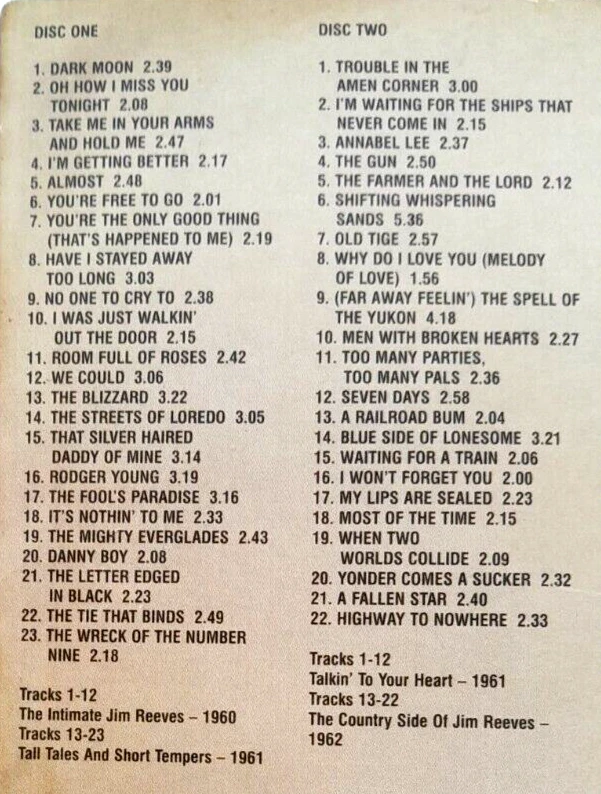 DISC ONE
1. DARK MOON 2.39
2. OH HOW I MISS YOU
TONIGHT 2.08
3. TAKE ME IN YOUR ARMS
AND HOLD ME 2.47
4. I'M GETTING BETTER 2.17
5. ALMOST 2.48
6. YOU'RE FREE TO GO 2.01
7. YOU'RE THE ONLY GOOD THING
(THAT'S HAPPENED TO ME) 2.19
8. HAVE I STAYED AWAY
TOO LONG 3.03
9. NO ONE TO CRY TO 2.38
10. I WAS JUST WALKIN'
OUT THE DOOR 2.15
11. ROOM FULL OF ROSES 2.42
12. WE COULD 3.06
13. THE BLIZZARD 3.22
14. THE STREETS OF LOREDO 3.05
15. THAT SILVER HAIRED
DADDY OF MINE 3.14
16. RODGER YOUNG 3.19
17. THE FOOL'S PARADISE 3.16
18. IT'S NOTHIN' TO ME 2.33
19. THE MIGHTY EVERGLADES 2.43
20. DANNY BOY 2.08
21. THE LETTER EDGED
IN BLACK 2.23
22. THE TIE THAT BINDS 2.49
23. THE WRECK OF THE NUMBER
NINE 2.18
Tracks 1-12
The Intimate Jim Reeves – 1960
Tracks 13-23
Tall Tales And Short Tempers – 1961
DISC TWO
1. TROUBLE IN THE
AMEN CORNER 3.00
2. I'M WAITING FOR THE SHIPS THAT
NEVER COME IN 2.15
3. ANNABEL LEE 2.37
4. THE GUN 2.50
5. THE FARMER AND THE LORD 2.12
6. SHIFTING WHISPERING
SANDS 5.36
7. OLD TIGE 2.57
8. WHY DO I LOVE YOU (MELODY
OF LOVE) 1.56
9. (FAR AWAY FEELIN') THE SPELL OF
THE YUKON 4.18
10. MEN WITH BROKEN HEARTS 2.27
11. TOO MANY PARTIES,
TOO MANY PALS 2.36
12. SEVEN DAYS 2.58
13. A RAILROAD BUM 2.04
14. BLUE SIDE OF LONESOME 3.21
15. WAITING FOR A TRAIN 2.06
16. I WON'T FORGET YOU 2.00
17. MY LIPS ARE SEALED 2.23
18. MOST OF THE TIME 2.15
19. WHEN TWO
WORLDS COLLIDE 2.09
20. YONDER COMES A SUCKER 2.32
21. A FALLEN STAR 2.40
22. HIGHWAY TO NOWHERE 2.33
Tracks 1-12
Talkin' To Your Heart – 1961
Tracks 13-22
The Country Side Of Jim Reeves –
1962